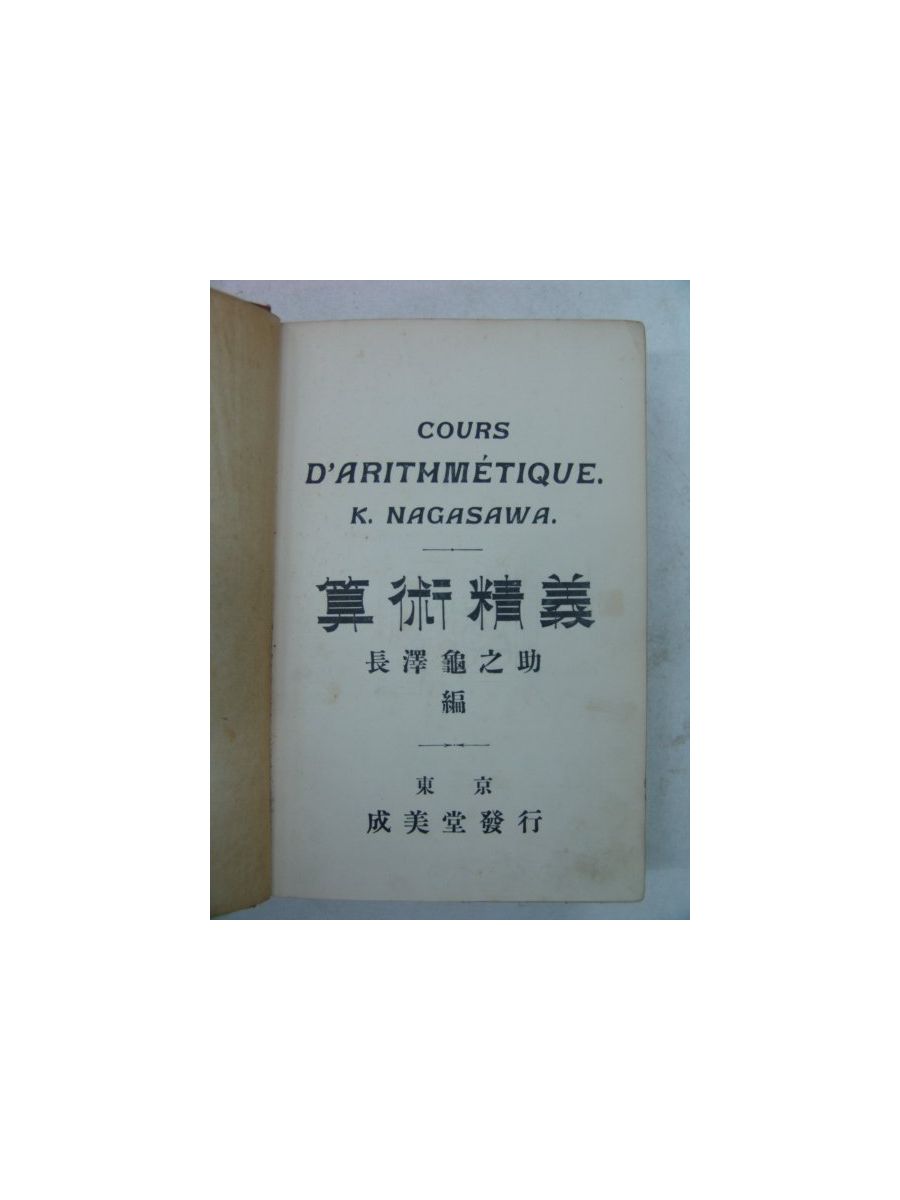 COURS
D'ARITHMÉTIQUE.
K. NAGASAWA.
算術精義
長澤龜之助
編
東京
成美堂發行